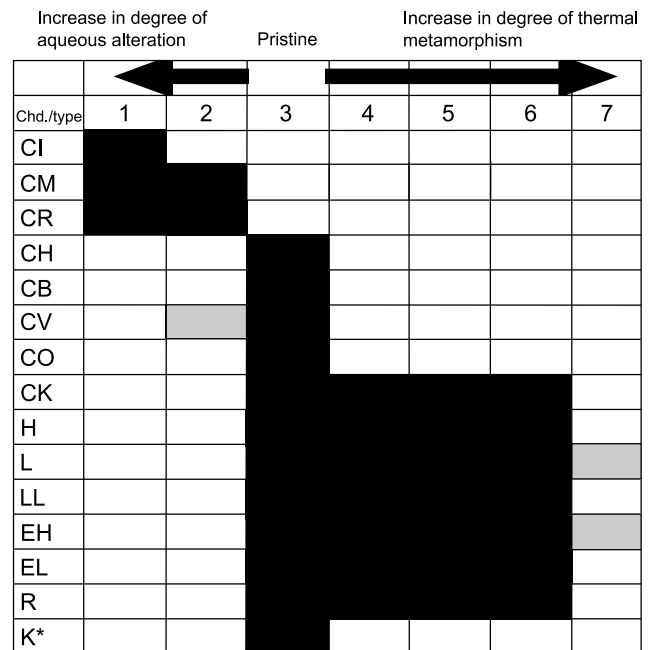 Increase in degree of
aqueous alteration
Pristine
Increase in degree of thermal
metamorphism
Chd./type 1 2 3 4 5 6 7
CI
CM
CR
CH
CB
CV
CO
CK
H
L
LL
EH
EL
R
K*